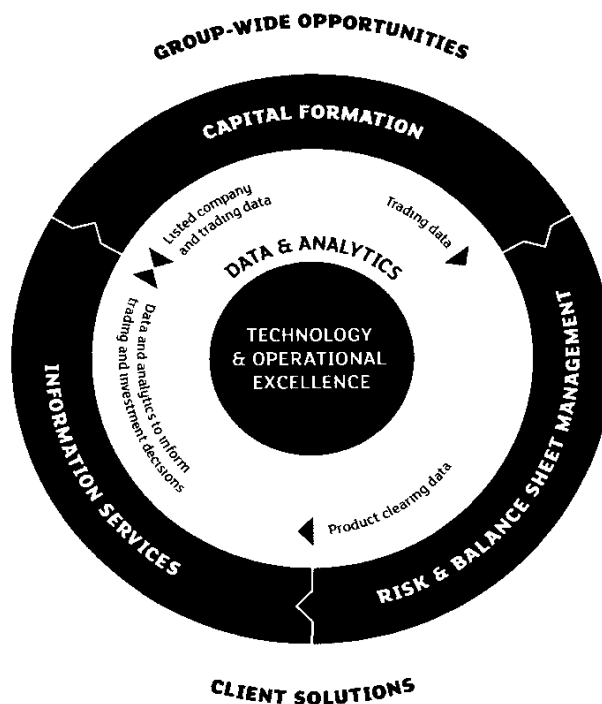 GROUP-WIDE OPPORTUNITIES
CAPITAL FORMATION
Listed company
and trading data
Trading data
DATA & ANALYTICS
TECHNOLOGY
& OPERATIONAL
EXCELLENCE
Data and analytics to inform
trading and investment decisions
INFORMATION SERVICES
RISK & BALANCE SHEET MANAGEMENT
Product clearing data
CLIENT SOLUTIONS